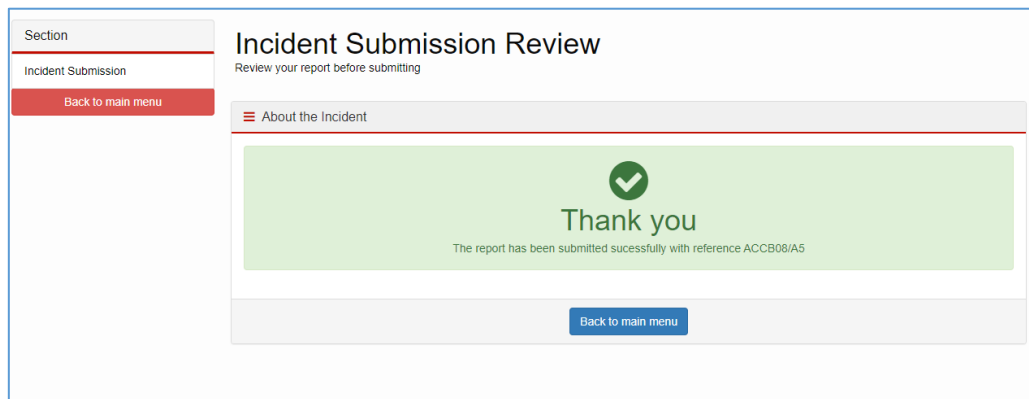 Section
Incident Submission
Back to main menu
Incident Submission Review
Review your report before submitting
About the Incident
Thank you
The report has been submitted sucessfully with reference ACCB08/A5
Back to main menu